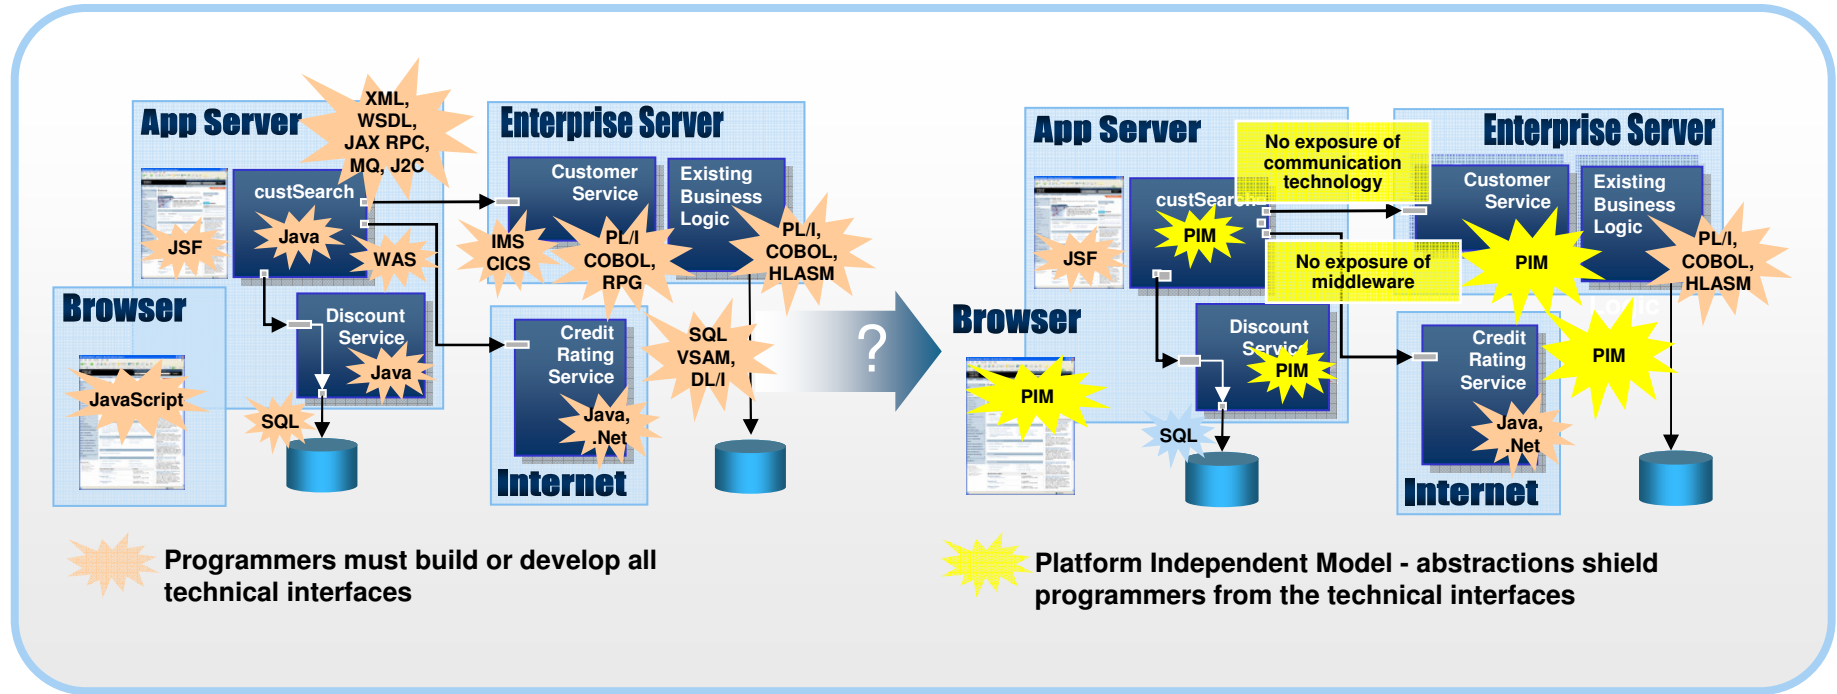 App Server
XML,
WSDL,
JAX RPC,
MQ, J2C
custSearch
JSF
Java
WAS
Browser
JavaScript
Discount
Service
Java
SQL
Enterprise Server
Customer
Service
Existing
Business
Logic
IMS
CICS
PL/I
COBOL,
RPG
PL/I,
COBOL,
HLASM
Credit
Rating
Service
Java,
.Net
Internet
SQL
VSAM,
DL/I
?
App Server
custSearch
PIM
JSF
No exposure of
communication
technology
No exposure of
middleware
Browser
PIM
Discount
Service
PIM
SQL
Enterprise Server
Customer
Service
Existing
Business
Logic
PIM
PL/I,
COBOL,
HLASM
LOGIC
PIM
Credit
Rating
Service
Java,
.Net
Internet
Programmers must build or develop all
technical interfaces
Platform Independent Model - abstractions shield
programmers from the technical interfaces